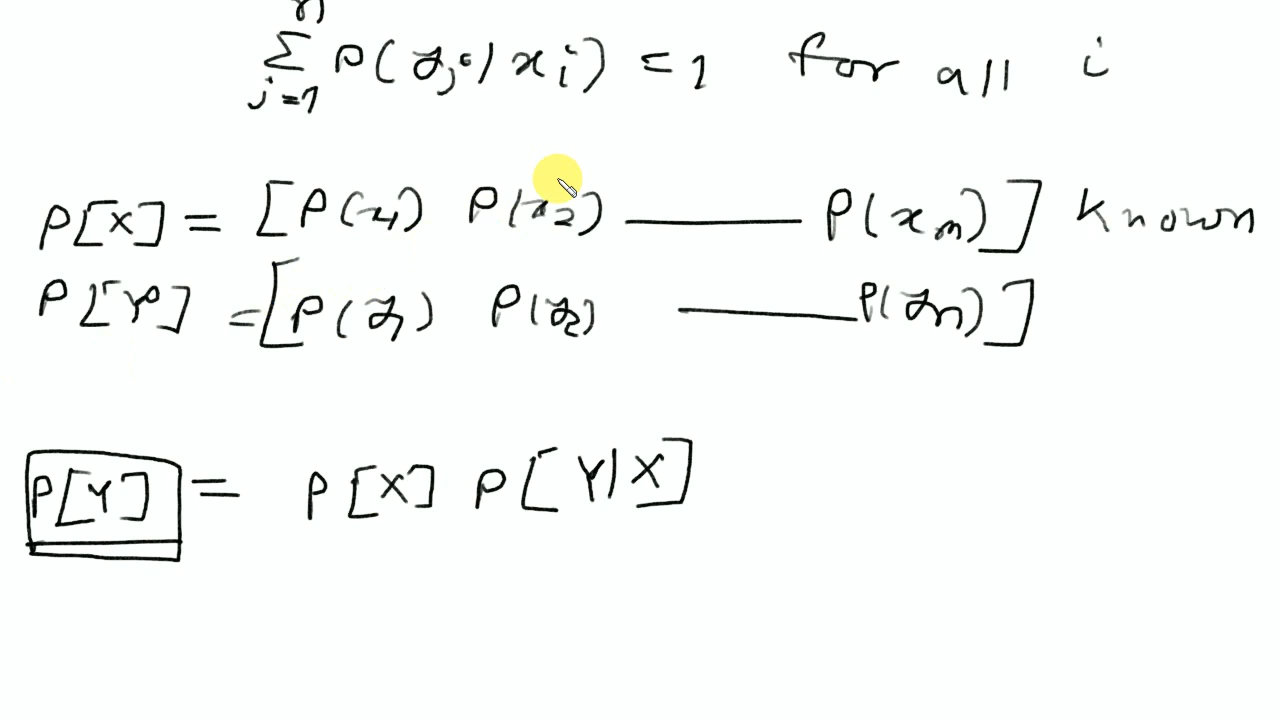 n
Σ P(yj/xi) = 1 for all i
j=1
P[X] = [P(x1) P(x2) —— P(xm)] Known
P[Y] = [P(y1) P(y2) —— P(yn)]
P[Y] = P[X] P[Y|X]